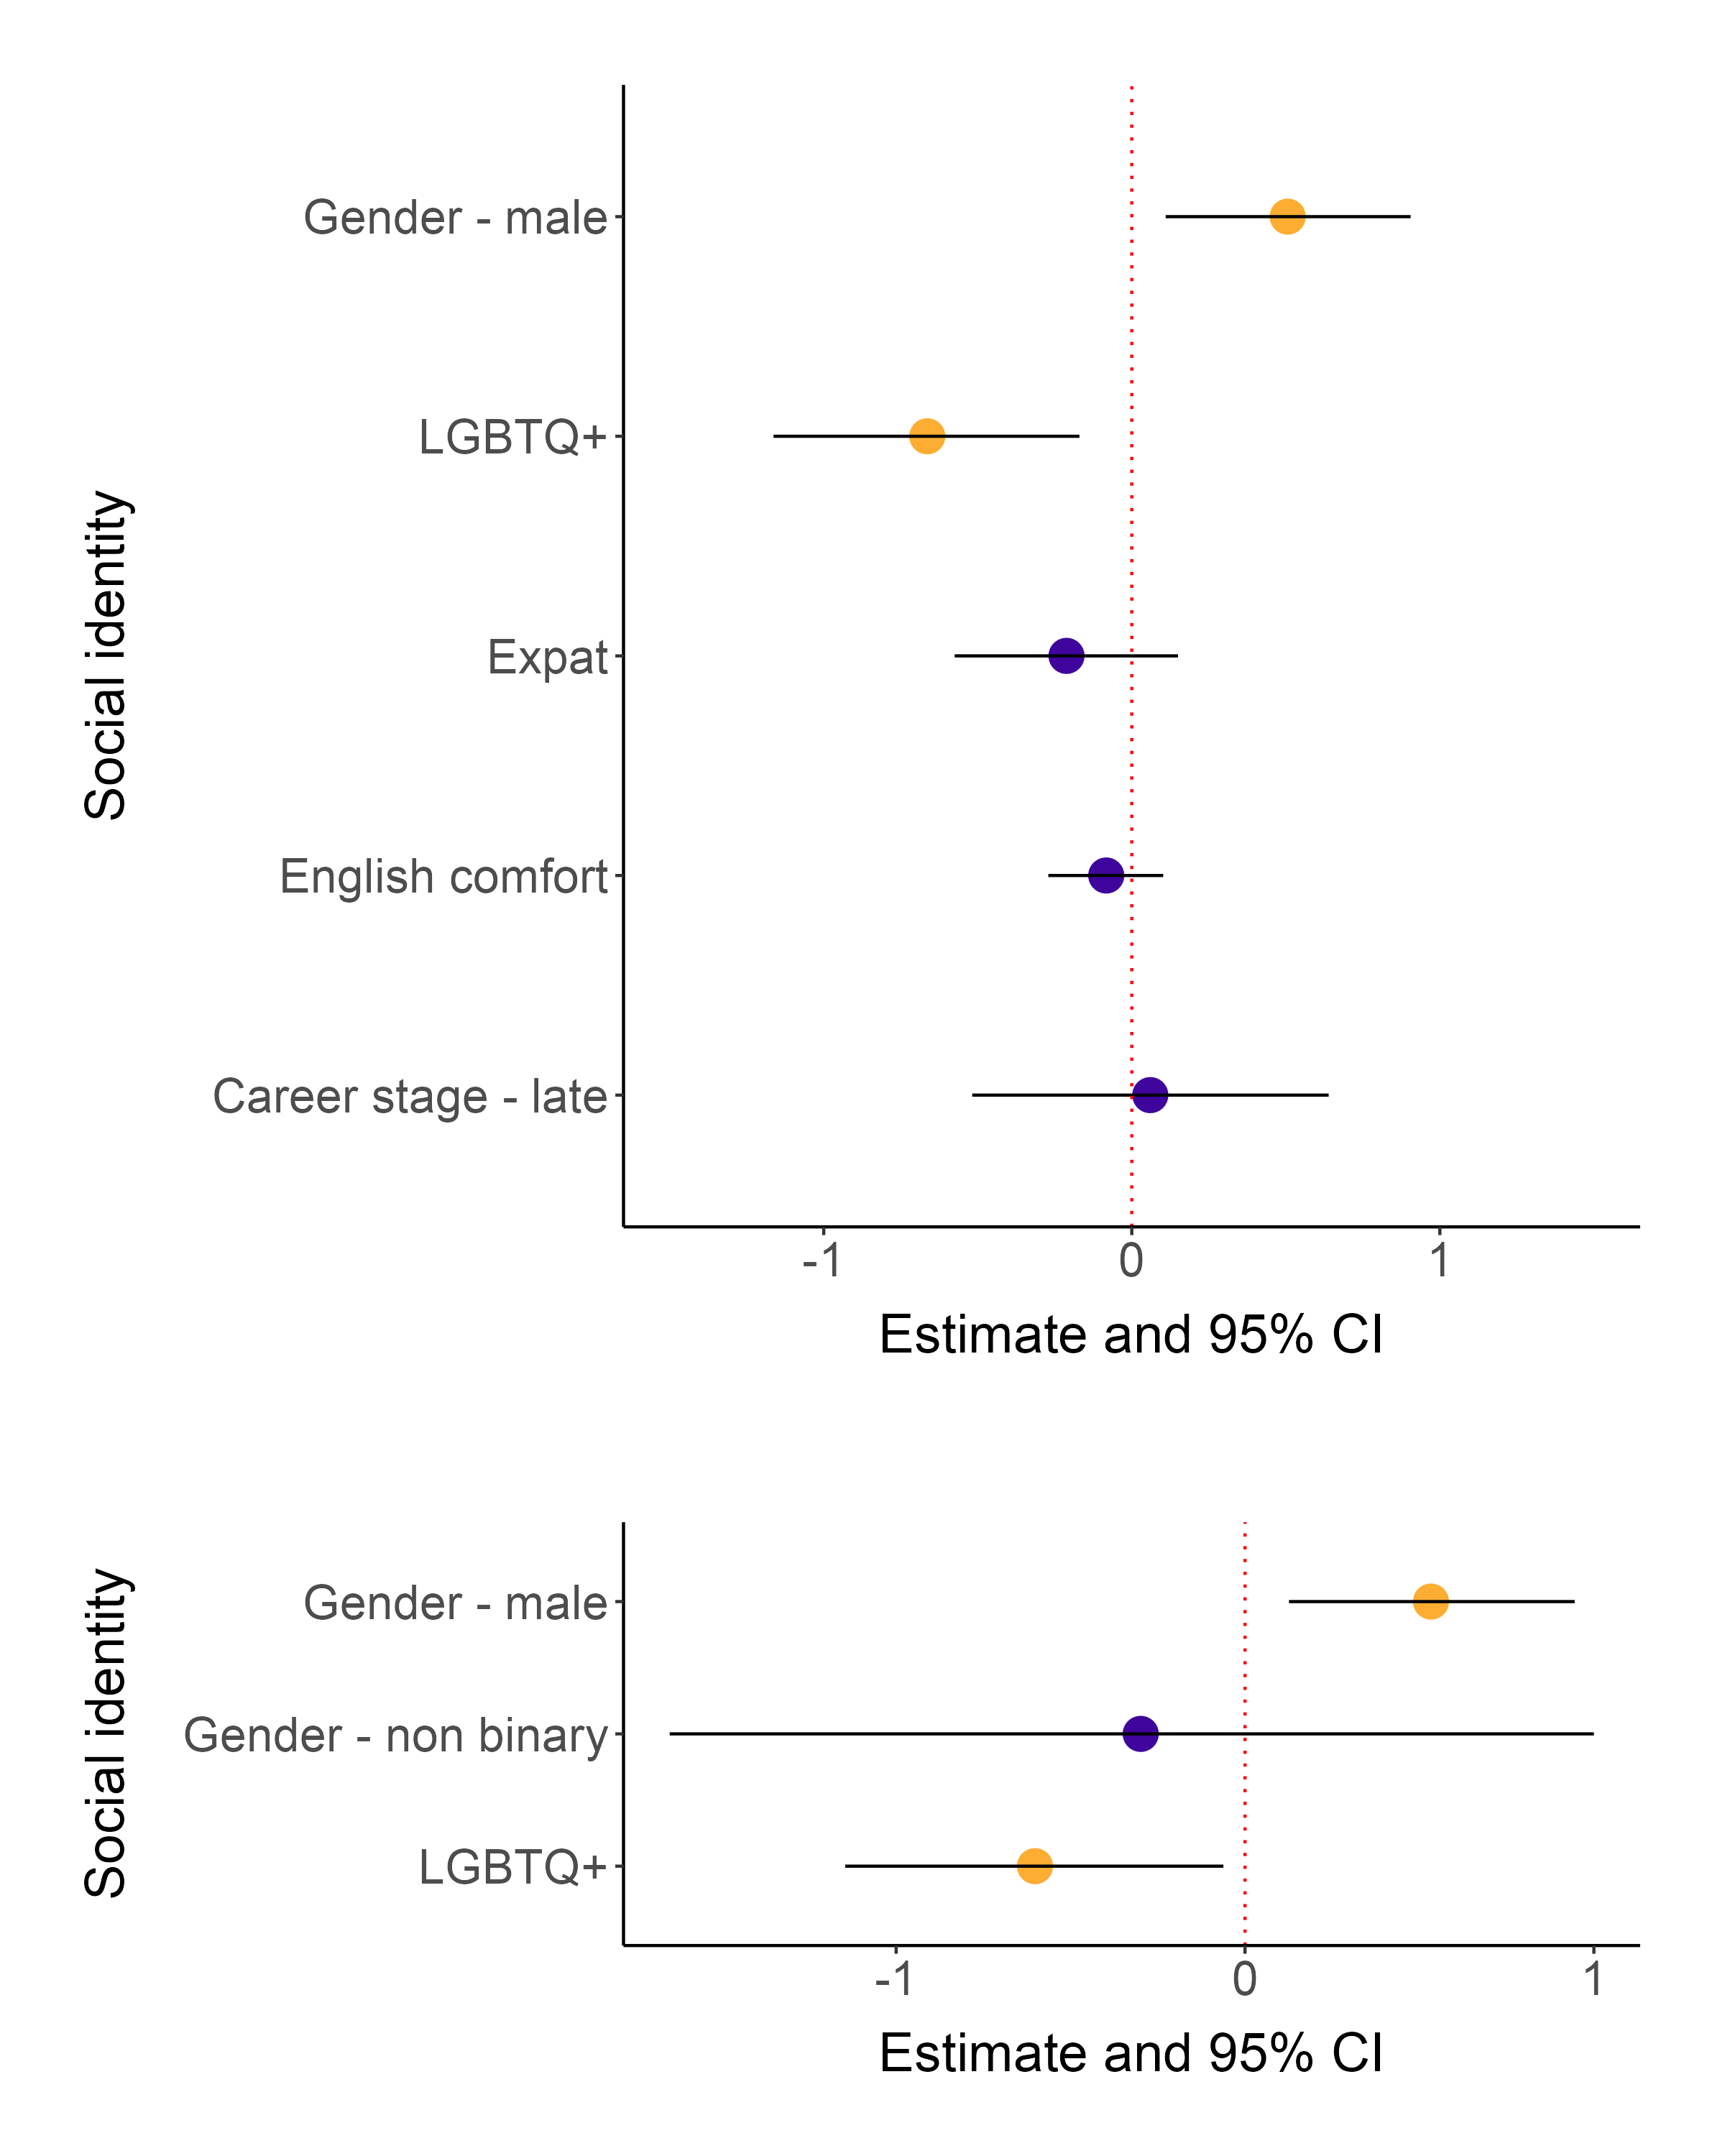 Social identity
Gender - male
LGBTQ+
Expat
English comfort
Career stage - late
-1 0 1
Estimate and 95% CI
Social identity
Gender - male
Gender - non binary
LGBTQ+
-1 0 1
Estimate and 95% CI